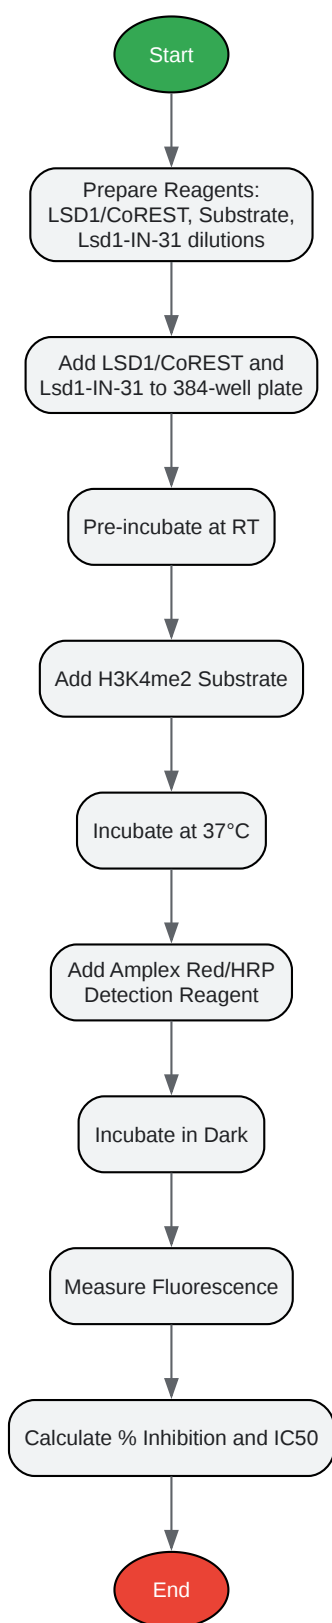 Start
Prepare Reagents:
LSD1/CoREST, Substrate,
Lsd1-IN-31 dilutions
Add LSD1/CoREST and
Lsd1-IN-31 to 384-well plate
Pre-incubate at RT
Add H3K4me2 Substrate
Incubate at 37°C
Add Amplex Red/HRP
Detection Reagent
Incubate in Dark
Measure Fluorescence
Calculate % Inhibition and IC50
End